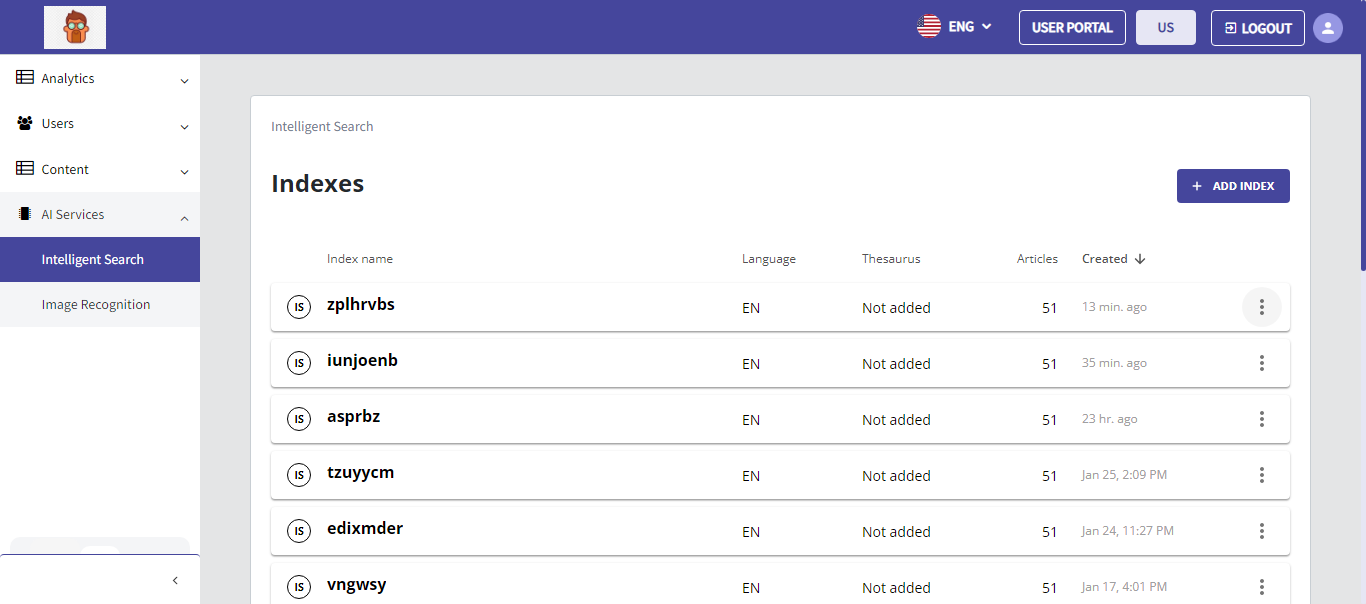 ENG USER PORTAL US LOGOUT
Analytics
Users
Content
AI Services
Intelligent Search
Image Recognition
Intelligent Search
Indexes
+ ADD INDEX
Index name Language Thesaurus Articles Created
IS zplhrvbs EN Not added 51 13 min. ago
IS iunjoenb EN Not added 51 35 min. ago
IS asprbz EN Not added 51 23 hr. ago
IS tzuyycm EN Not added 51 Jan 25, 2:09 PM
IS edixmder EN Not added 51 Jan 24, 11:27 PM
IS vngwsy EN Not added 51 Jan 17, 4:01 PM